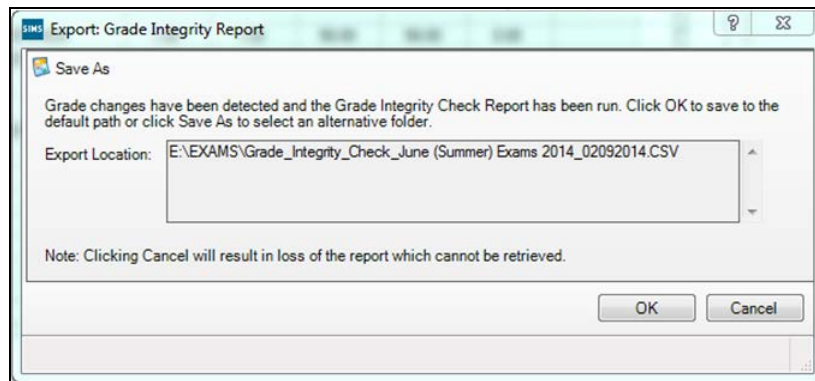 SIMS Export: Grade Integrity Report
Save As
Grade changes have been detected and the Grade Integrity Check Report has been run. Click OK to save to the
default path or click Save As to select an alternative folder.
Export Location: E:\EXAMS\Grade_Integrity_Check_June (Summer) Exams 2014_02092014.CSV
Note: Clicking Cancel will result in loss of the report which cannot be retrieved.
OK Cancel